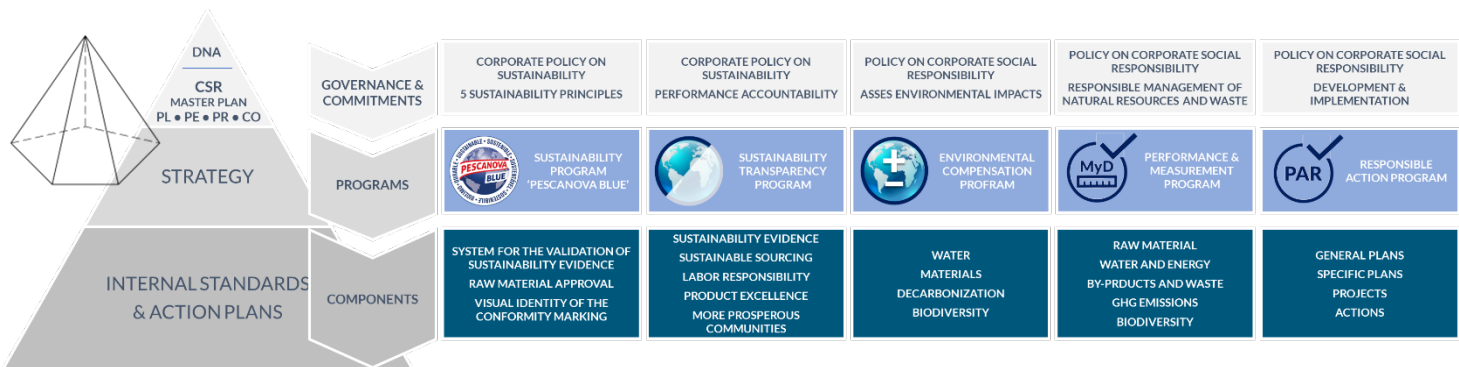 DNA
CSR
MASTER PLAN
PL ● PE ● PR ● CO
STRATEGY
INTERNAL STANDARDS
& ACTION PLANS
GOVERNANCE &
COMMITMENTS
CORPORATE POLICY ON
SUSTAINABILITY
5 SUSTAINABILITY PRINCIPLES
CORPORATE POLICY ON
SUSTAINABILITY
PERFORMANCE ACCOUNTABILITY
POLICY ON CORPORATE SOCIAL
RESPONSIBILITY
ASSES ENVIRONMENTAL IMPACTS
POLICY ON CORPORATE SOCIAL
RESPONSIBILITY
RESPONSIBLE MANAGEMENT OF
NATURAL RESOURCES AND WASTE
POLICY ON CORPORATE SOCIAL
RESPONSIBILITY
DEVELOPMENT &
IMPLEMENTATION
PROGRAMS
PESCANOVA
BLUE
SUSTAINABILITY
PROGRAM
'PESCANOVA BLUE'
SUSTAINABILITY
TRANSPARENCY
PROGRAM
ENVIRONMENTAL
COMPENSATION
PROFRAM
MyD
PERFORMANCE &
MEASUREMENT
PROGRAM
PAR
RESPONSIBLE
ACTION PROGRAM
COMPONENTS
SYSTEM FOR THE VALIDATION OF
SUSTAINABILITY EVIDENCE
RAW MATERIAL APPROVAL
VISUAL IDENTITY OF THE
CONFORMITY MARKING
SUSTAINABILITY EVIDENCE
SUSTAINABLE SOURCING
LABOR RESPONSIBILITY
PRODUCT EXCELLENCE
MORE PROSPEROUS
COMMUNITIES
WATER
MATERIALS
DECARBONIZATION
BIODIVERSITY
RAW MATERIAL
WATER AND ENERGY
BY-PRDUCTS AND WASTE
GHG EMISSIONS
BIODIVERSITY
GENERAL PLANS
SPECIFIC PLANS
PROJECTS
ACTIONS